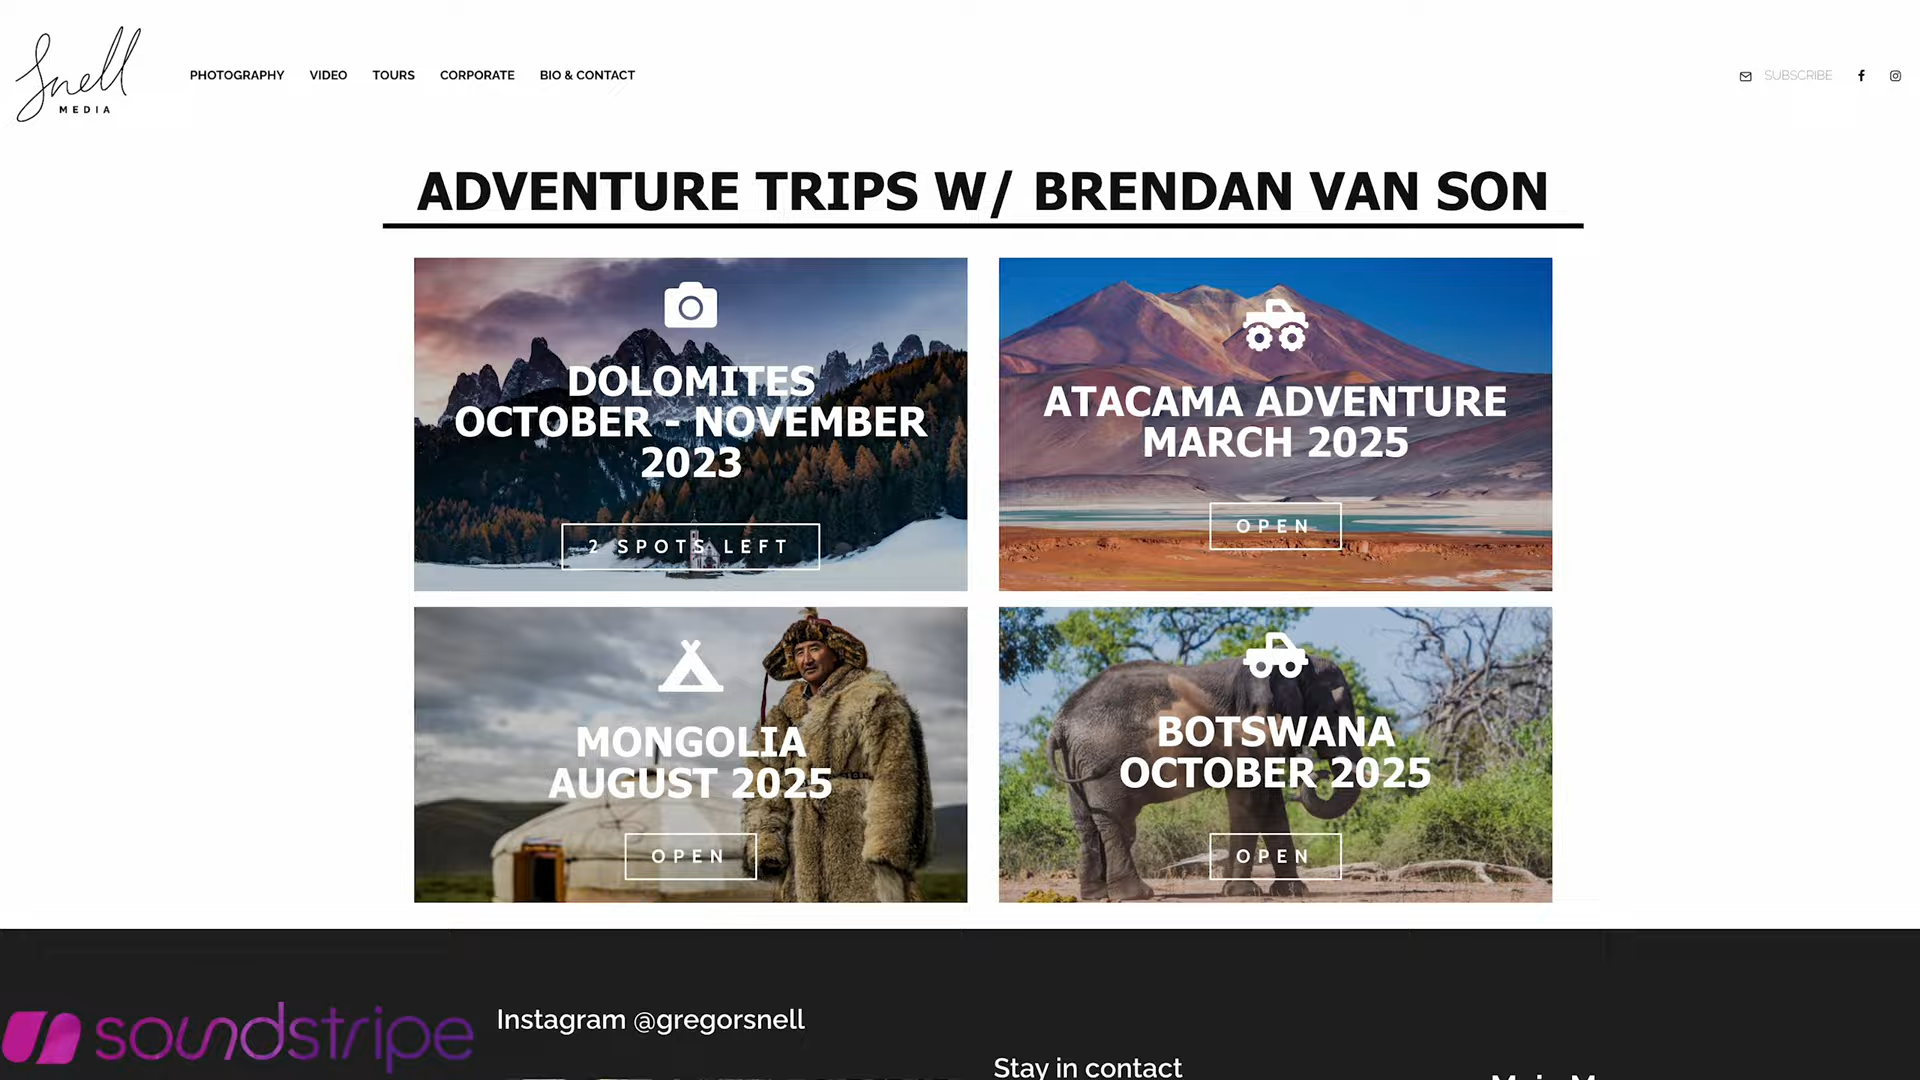 Snell
MEDIA
PHOTOGRAPHY VIDEO TOURS CORPORATE BIO & CONTACT
SUBSCRIBE
ADVENTURE TRIPS W/ BRENDAN VAN SON
DOLOMITES
OCTOBER - NOVEMBER
2023
2 SPOTS LEFT
ATACAMA ADVENTURE
MARCH 2025
OPEN
MONGOLIA
AUGUST 2025
OPEN
BOTSWANA
OCTOBER 2025
OPEN
soundstripe
Instagram @gregorsnell
Stay in contact